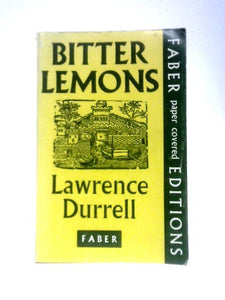 BITTER
LEMONS
Lawrence
Durrell
FABER
FABER paper covered EDITIONS